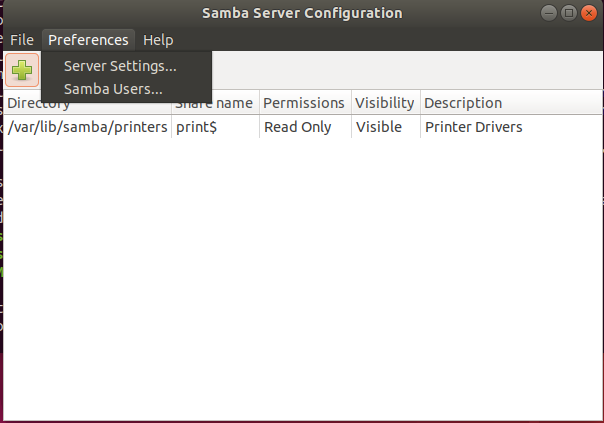 Samba Server Configuration
File Preferences Help
Server Settings...
Samba Users...
Directory Share name Permissions Visibility Description
/var/lib/samba/printers print$ Read Only Visible Printer Drivers